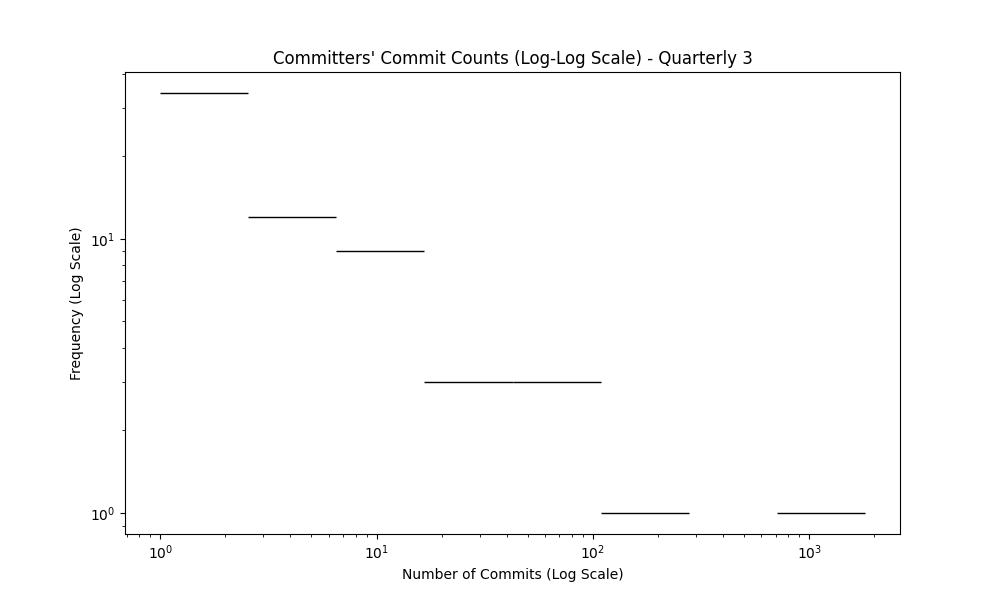 Committers' Commit Counts (Log-Log Scale) - Quarterly 3
Frequency (Log Scale)
10¹
10⁰
10⁰ 10¹ 10² 10³
Number of Commits (Log Scale)